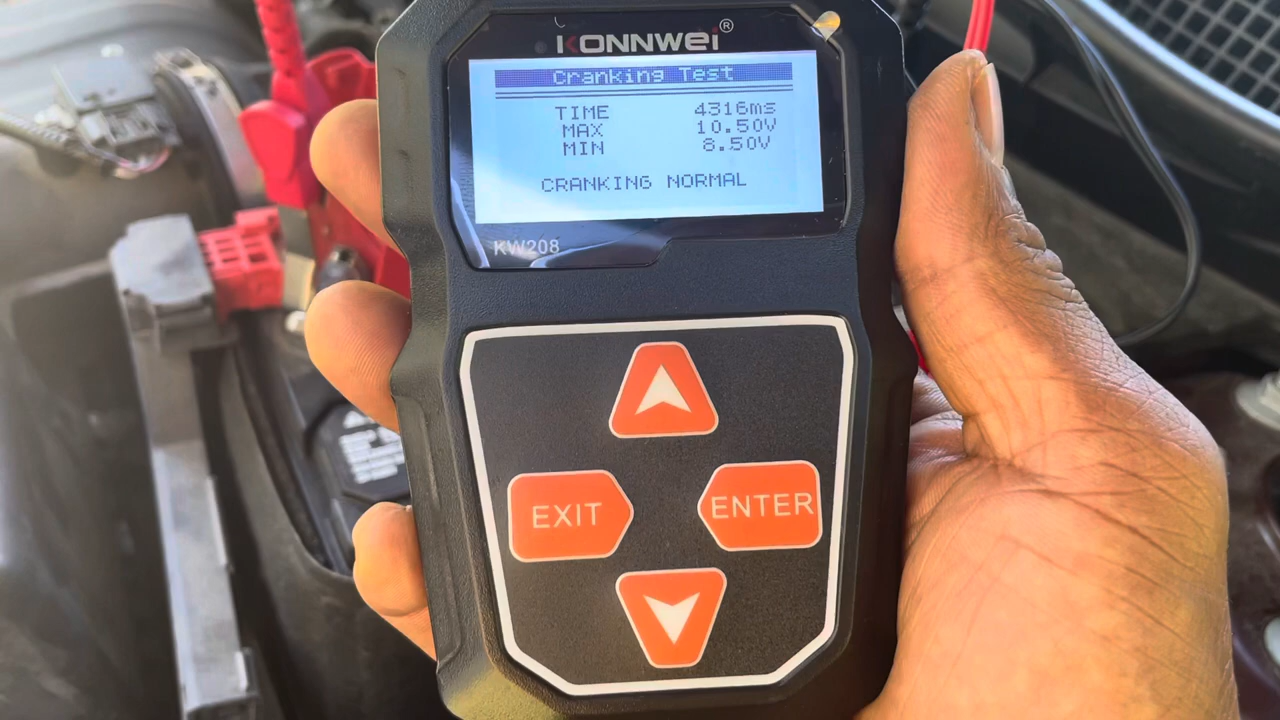 KONNWEI®
Cranking Test
TIME 4316ms
MAX 10.50V
MIN 8.50V
CRANKING NORMAL
KW208
EXIT
ENTER